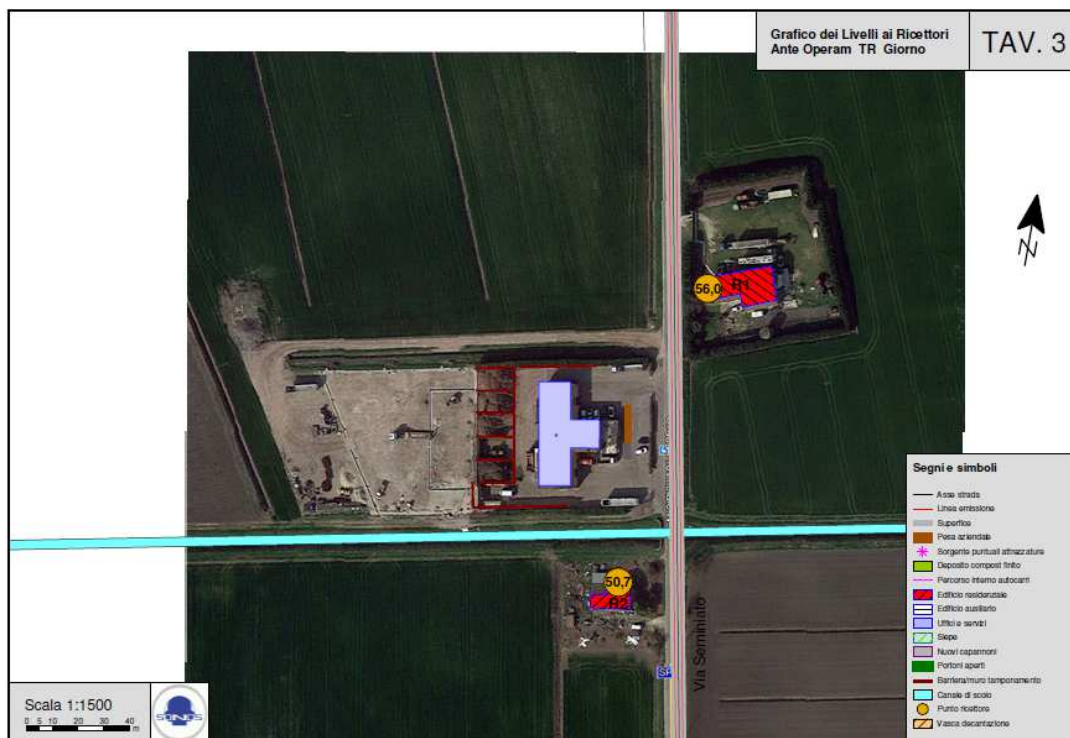 Grafico dei Livelli ai Ricettori
Ante Operam TR Giorno
TAV. 3
N
56,0
R1
50,7
R2
Via Seminiato
Segni e simboli
Asse strada
Linea emissione
Superfice
Pesa aziendale
Sorgente puntuali attrezzature
Deposito compost finito
Percorso interno autocarri
Edificio residenziale
Edificio ausiliario
Uffici e servizi
Siepe
Nuovi capannoni
Portoni aperti
Barriera/muro tamponamento
Canale di scolo
Punto ricettore
Vasca decantazione
Scala 1:1500
0 5 10 20 30 40
m